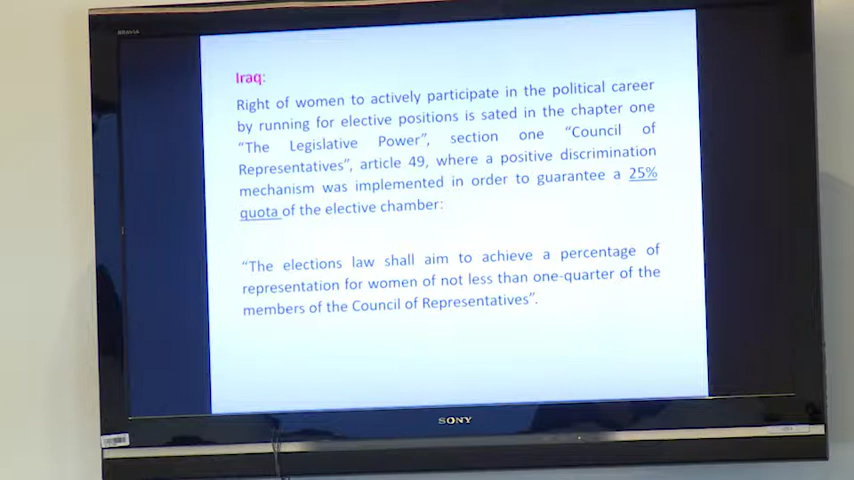 BRAVIA
Iraq:
Right of women to actively participate in the political career
by running for elective positions is sated in the chapter one
“The Legislative Power”, section one “Council of
Representatives”, article 49, where a positive discrimination
mechanism was implemented in order to guarantee a 25%
quota of the elective chamber:
“The elections law shall aim to achieve a percentage of
representation for women of not less than one-quarter of the
members of the Council of Representatives”.
SONY